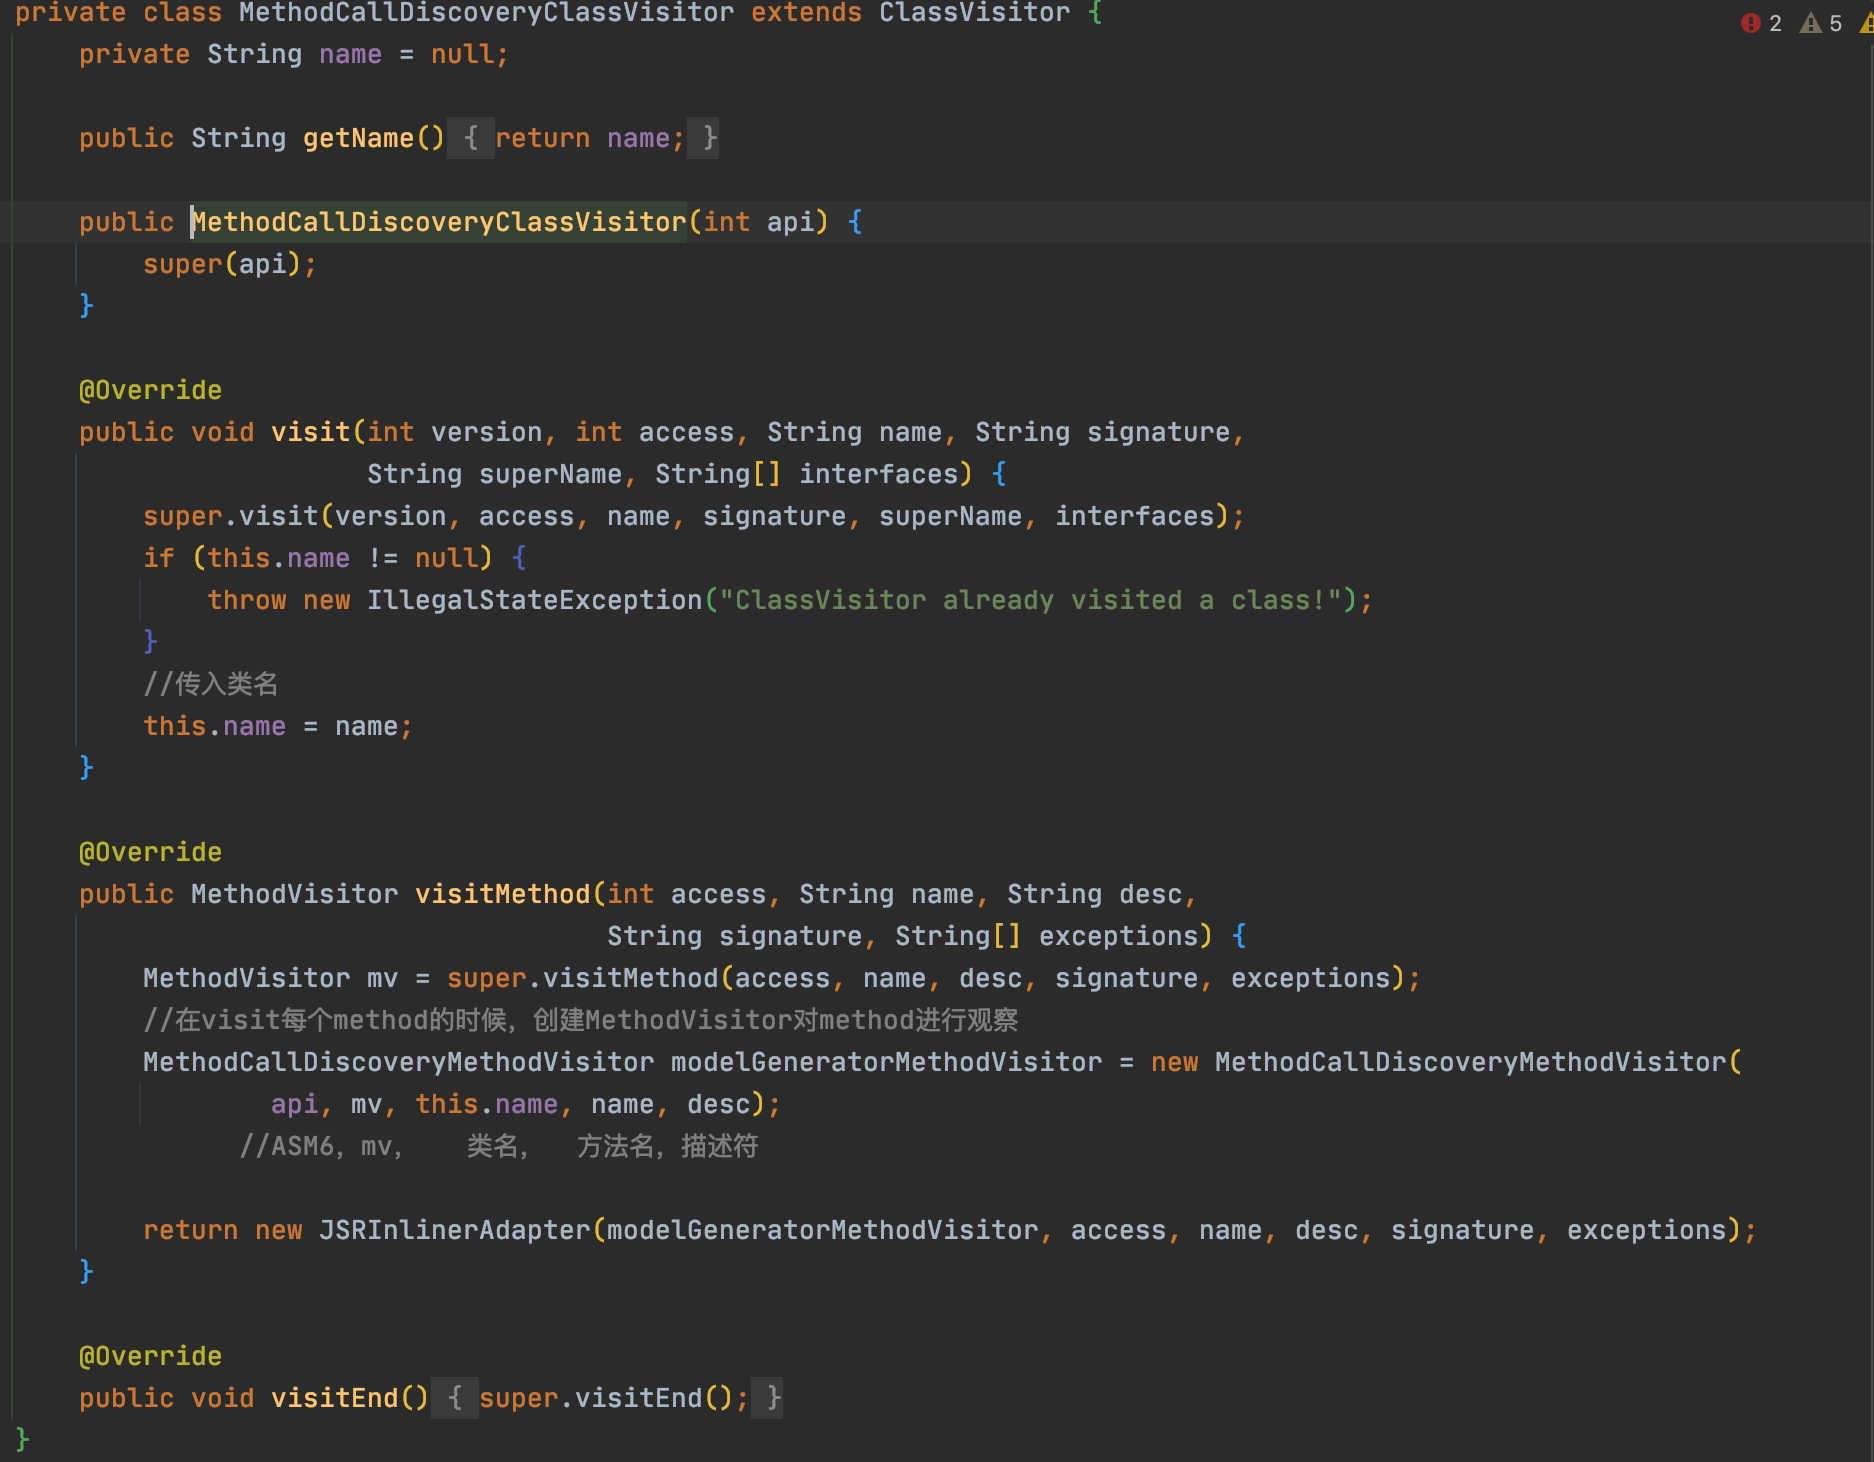 private class MethodCallDiscoveryClassVisitor extends ClassVisitor {
2 5
private String name = null;
public String getName() { return name; }
public MethodCallDiscoveryClassVisitor(int api) {
super(api);
}
@Override
public void visit(int version, int access, String name, String signature,
String superName, String[] interfaces) {
super.visit(version, access, name, signature, superName, interfaces);
if (this.name != null) {
throw new IllegalStateException("ClassVisitor already visited a class!");
}
//传入类名
this.name = name;
}
@Override
public MethodVisitor visitMethod(int access, String name, String desc,
String signature, String[] exceptions) {
MethodVisitor mv = super.visitMethod(access, name, desc, signature, exceptions);
//在visit每个method的时候，创建MethodVisitor对method进行观察
MethodCallDiscoveryMethodVisitor modelGeneratorMethodVisitor = new MethodCallDiscoveryMethodVisitor(
api, mv, this.name, name, desc);
//ASM6，mv， 类名， 方法名，描述符
return new JSRInlinerAdapter(modelGeneratorMethodVisitor, access, name, desc, signature, exceptions);
}
@Override
public void visitEnd() { super.visitEnd(); }
}